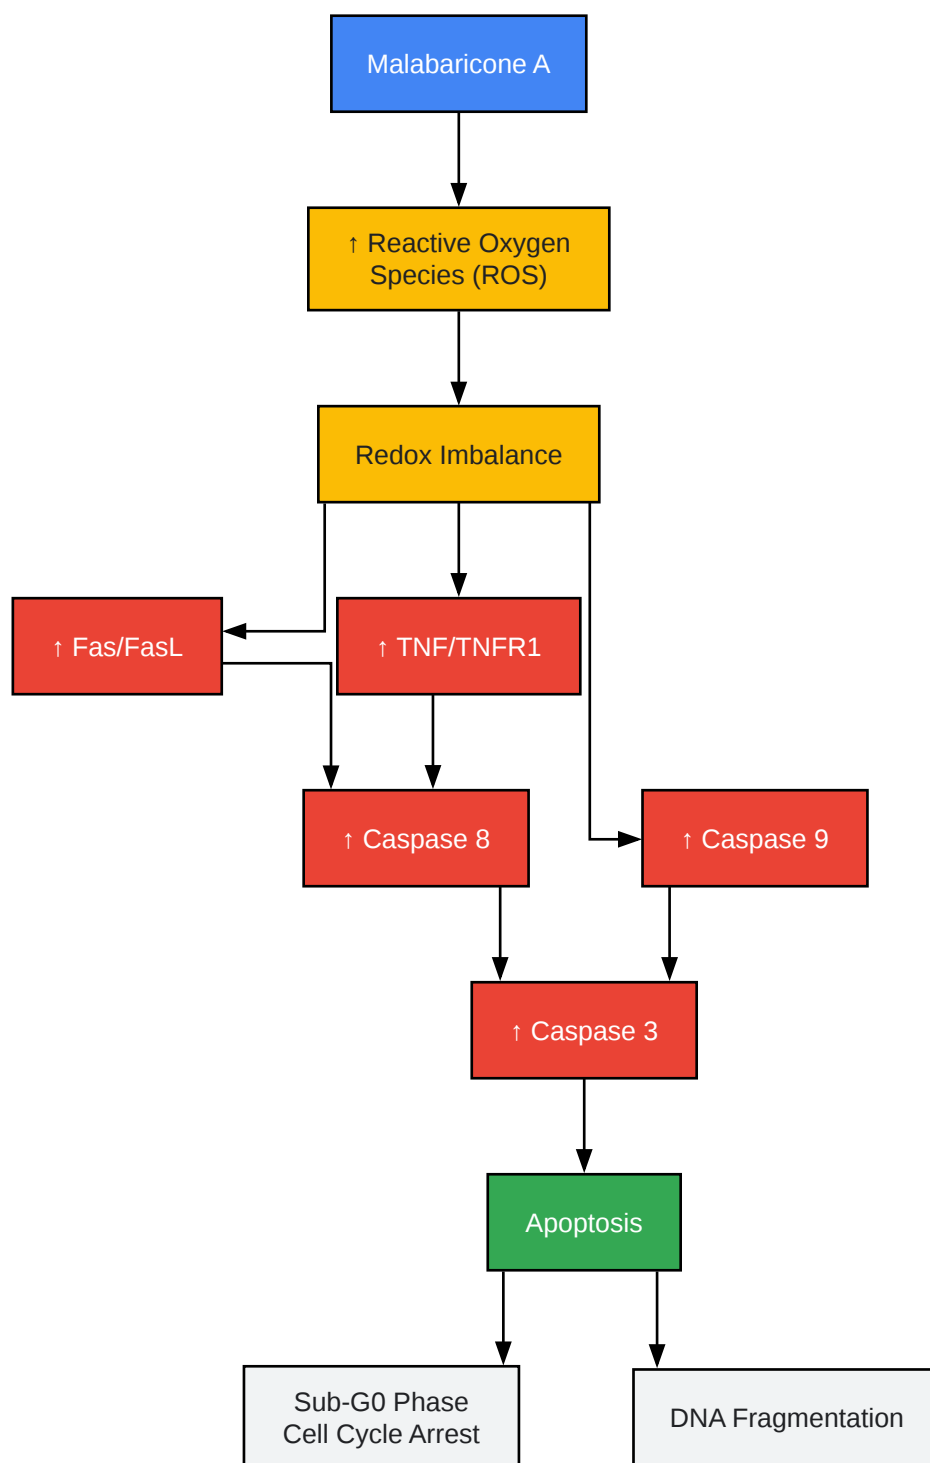 Malabaricone A
↑ Reactive Oxygen
Species (ROS)
Redox Imbalance
↑ Fas/FasL
↑ TNF/TNFR1
↑ Caspase 8
↑ Caspase 9
↑ Caspase 3
Apoptosis
Sub-G0 Phase
Cell Cycle Arrest
DNA Fragmentation